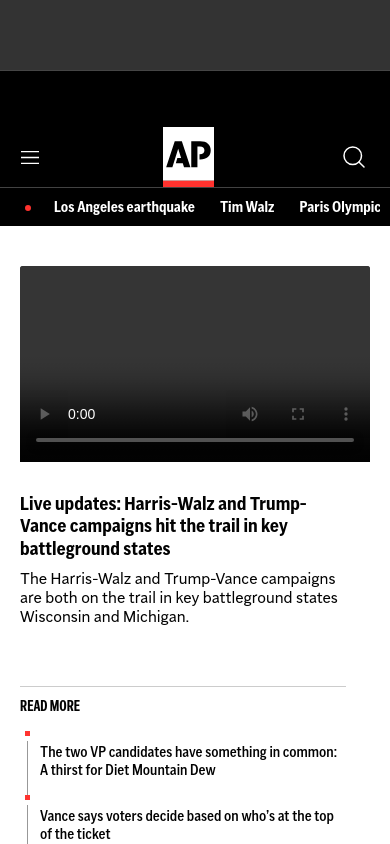 AP
Los Angeles earthquake Tim Walz Paris Olympic
0:00
Live updates: Harris-Walz and Trump-
Vance campaigns hit the trail in key
battleground states
The Harris-Walz and Trump-Vance campaigns
are both on the trail in key battleground states
Wisconsin and Michigan.
READ MORE
The two VP candidates have something in common:
A thirst for Diet Mountain Dew
Vance says voters decide based on who's at the top
of the ticket